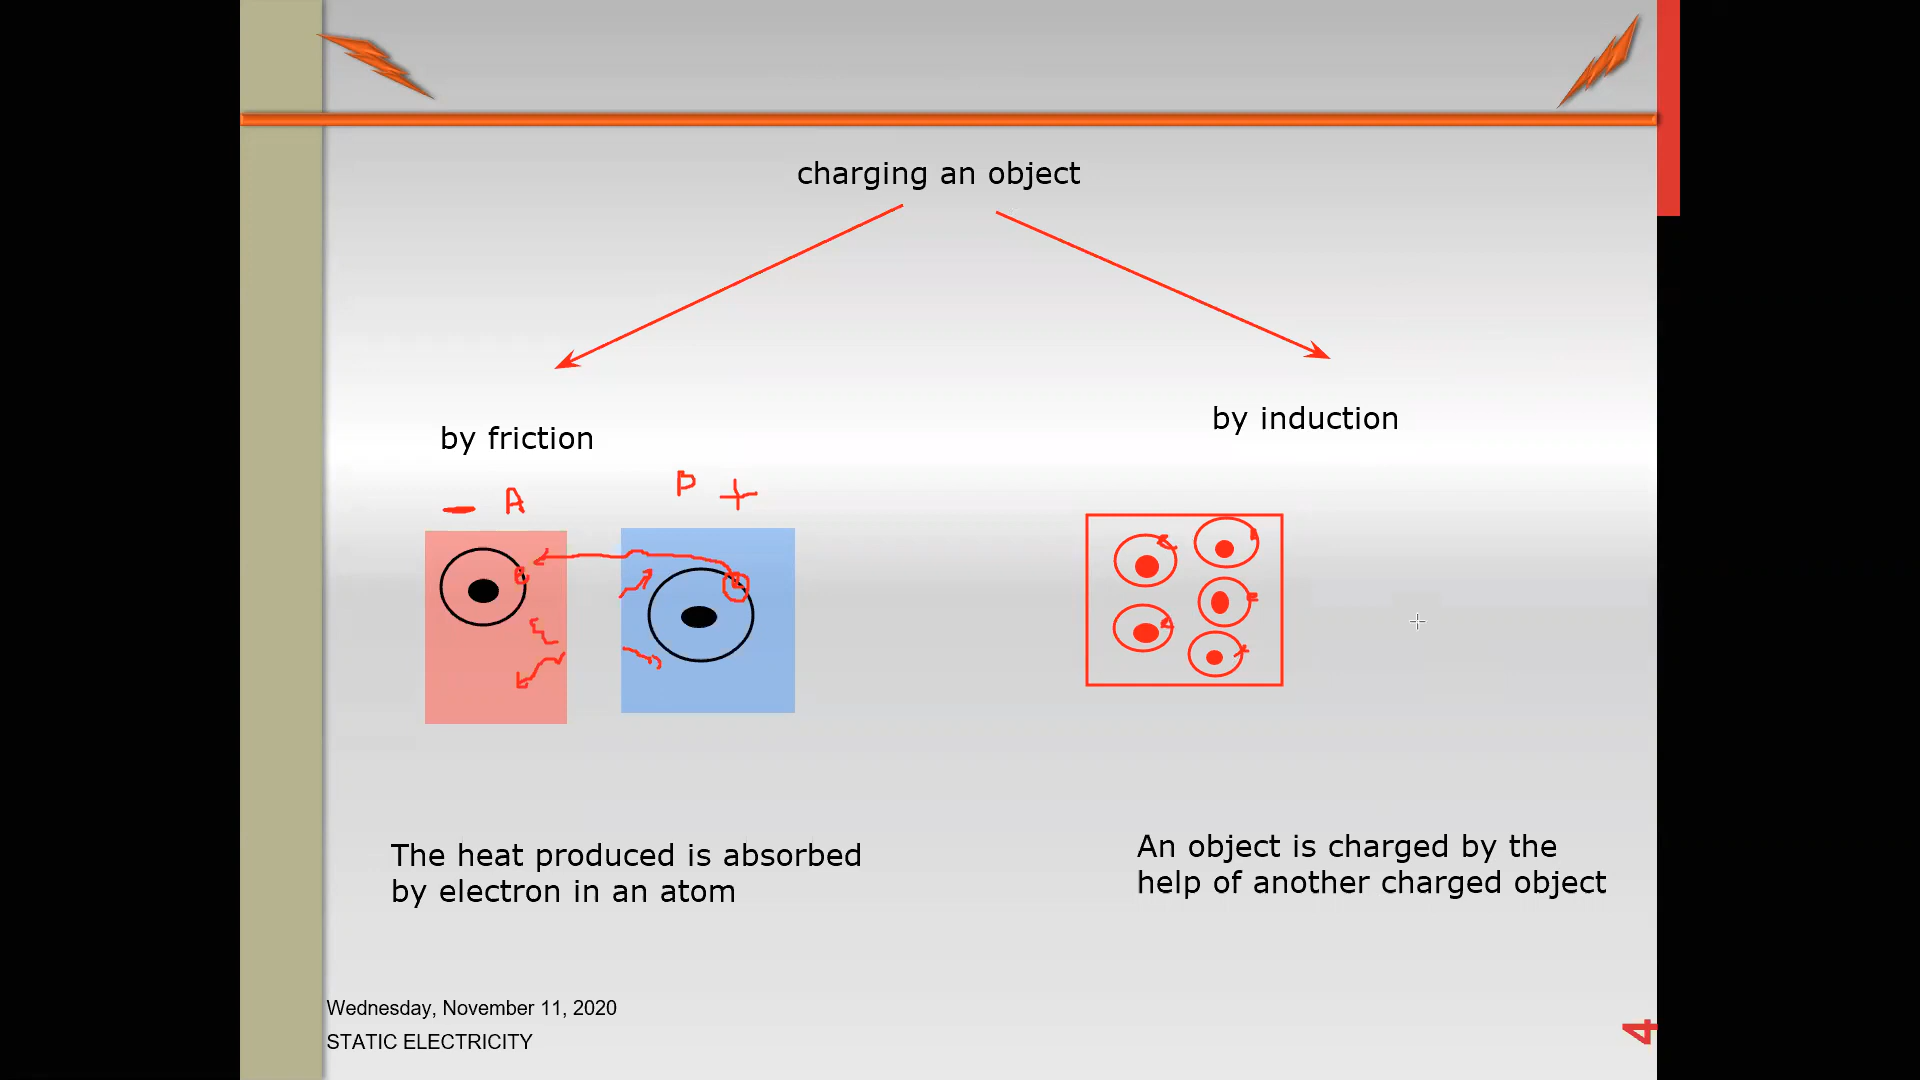 charging an object
by friction
by induction
- A
P +
The heat produced is absorbed
by electron in an atom
An object is charged by the
help of another charged object
Wednesday, November 11, 2020
STATIC ELECTRICITY
4